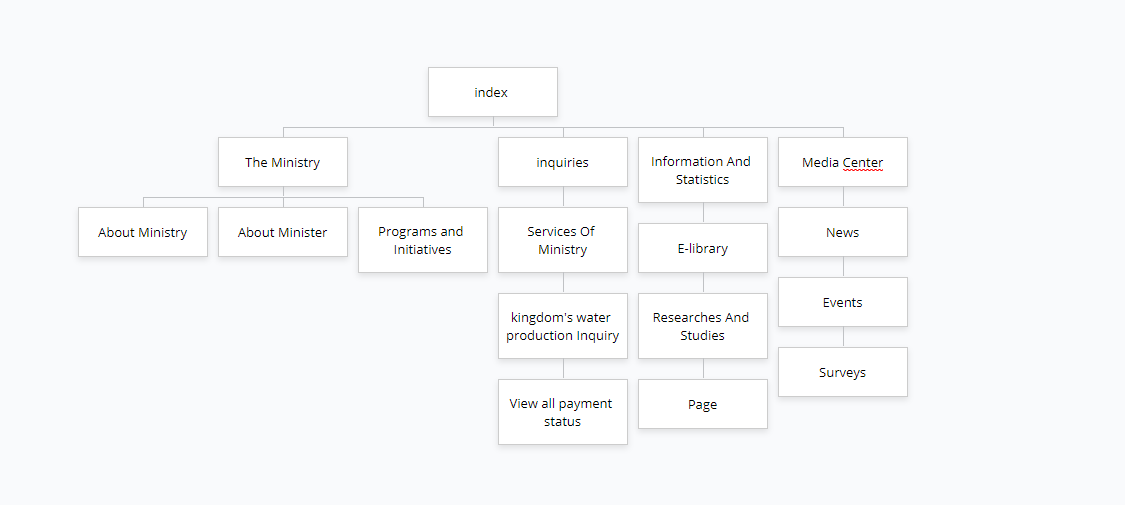 index
The Ministry
inquiries
Information And
Statistics
Media Center
About Ministry
About Minister
Programs and
Initiatives
Services Of
Ministry
E-library
News
kingdom's water
production Inquiry
Researches And
Studies
Events
View all payment
status
Page
Surveys